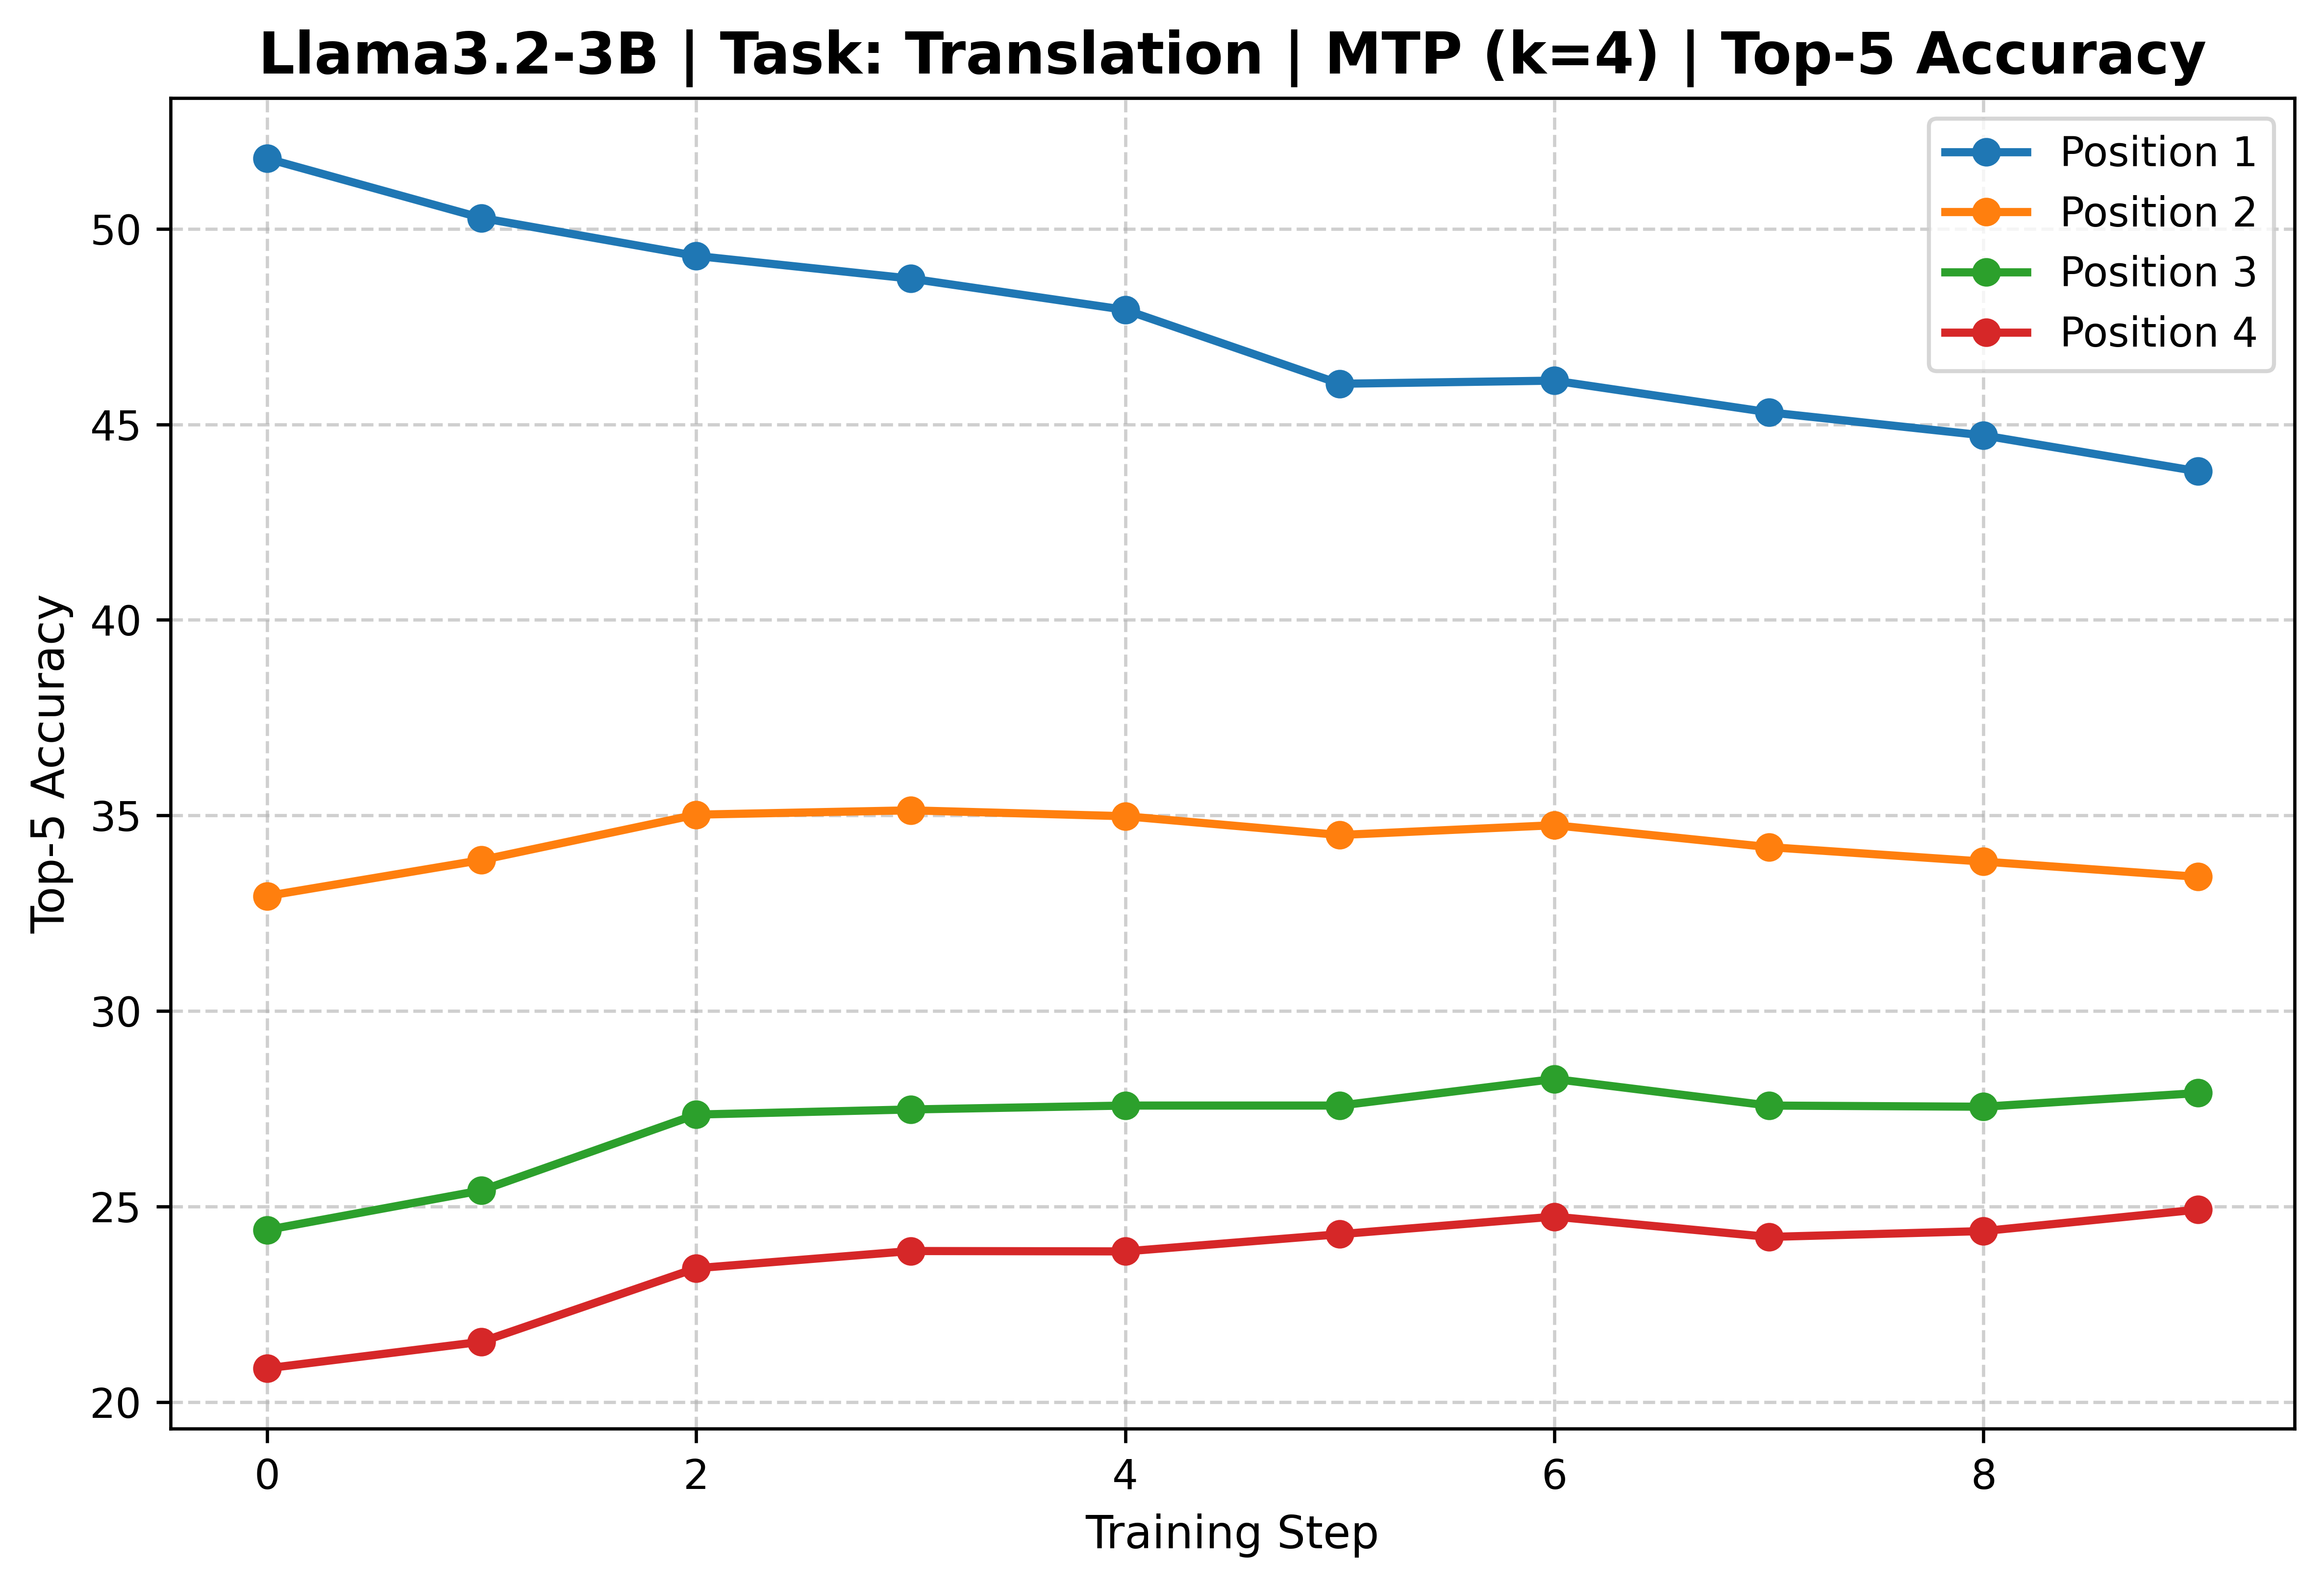 Llama3.2-3B | Task: Translation | MTP (k=4) | Top-5 Accuracy
Position 1
Position 2
Position 3
Position 4
Top-5 Accuracy
50
45
40
35
30
25
20
0 2 4 6 8
Training Step